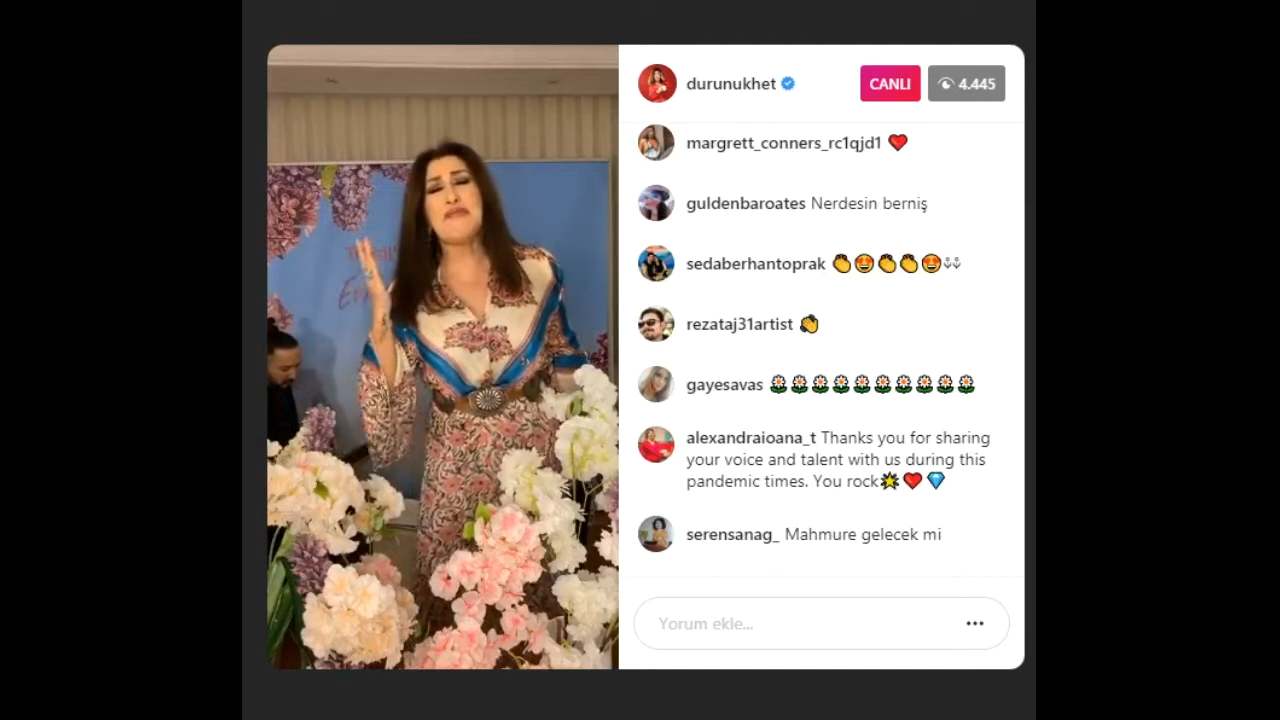 durunukhet
CANLI
4.445
margrett_conners_rc1qjd1 ❤️
guldenbaroates Nerdesin berniş
sedaberhantoprak 👏😍👏👏😍
rezataj31artist 👏
gayesavas 🌼🌼🌼🌼🌼🌼🌼🌼🌼🌼
alexandraioana_t Thanks you for sharing
your voice and talent with us during this
pandemic times. You rock🌟❤️💎
serensanag_ Mahmure gelecek mi
Yorum ekle...